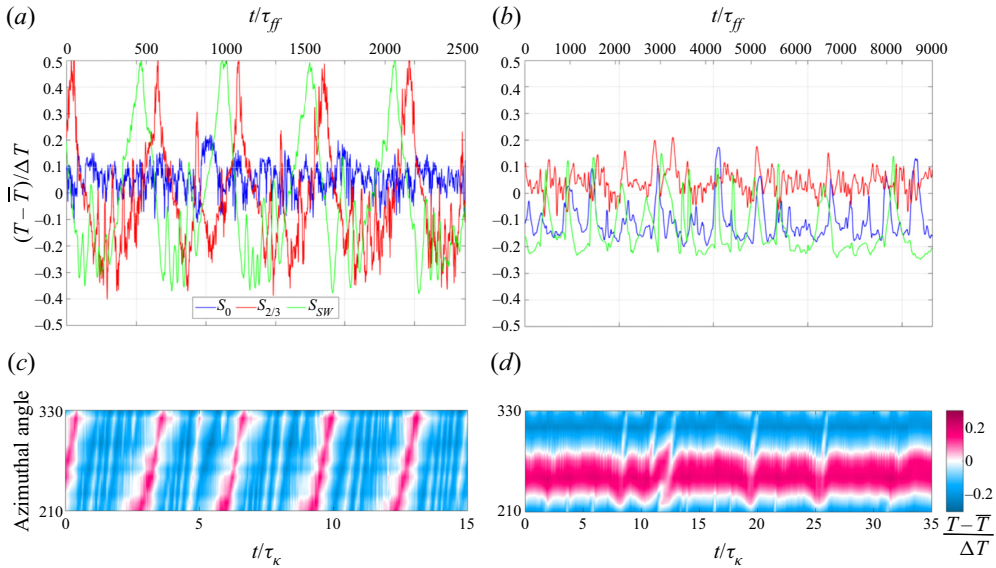 (a)
t/τff
0 500 1000 1500 2000 2500
0.5
0.4
0.3
0.2
0.1
0
–0.1
–0.2
–0.3
–0.4
–0.5
(T – T̅)/ΔT
S0 S2/3 SSW
(b)
t/τff
0 1000 2000 3000 4000 5000 6000 7000 8000 9000
0.5
0.4
0.3
0.2
0.1
0
–0.1
–0.2
–0.3
–0.4
–0.5
(c)
Azimuthal angle
330
210
0 5 10 15
t/τκ
(d)
330
210
0 5 10 15 20 25 30 35
t/τκ
0.2
0
–0.2
T – T̅
ΔT